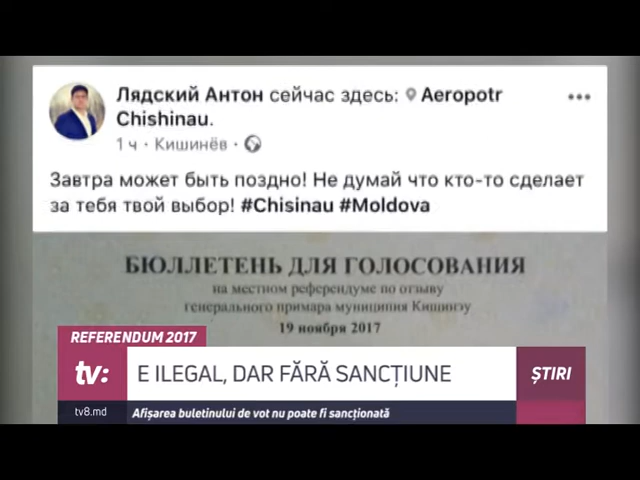 Лядский Антон сейчас здесь: Aeropotr
Chishinau.
1 ч · Кишинёв ·
Завтра может быть поздно! Не думай что кто-то сделает
за тебя твой выбор! #Chisinau #Moldova
БЮЛЛЕТЕНЬ ДЛЯ ГОЛОСОВАНИЯ
на местном референдуме по отзыву
генерального примара муниципия Кишинэу
19 ноября 2017
REFERENDUM 2017
tv:
E ILEGAL, DAR FĂRĂ SANCȚIUNE
ȘTIRI
tv8.md
Afișarea buletinului de vot nu poate fi sancționată